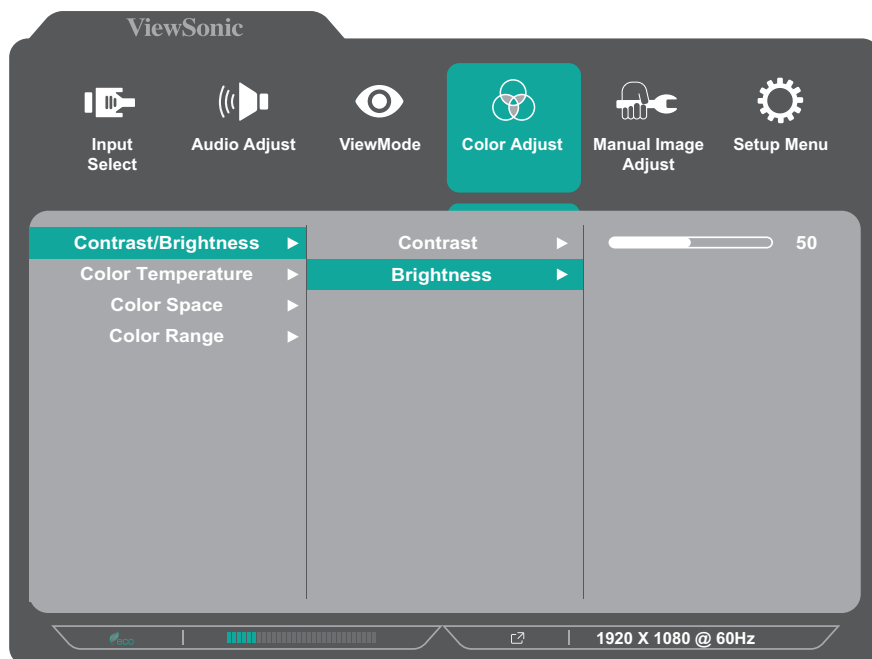 ViewSonic
Input
Select
Audio Adjust
ViewMode
Color Adjust
Manual Image
Adjust
Setup Menu
Contrast/Brightness
Contrast
50
Color Temperature
Brightness
Color Space
Color Range
eco
1920 X 1080 @ 60Hz